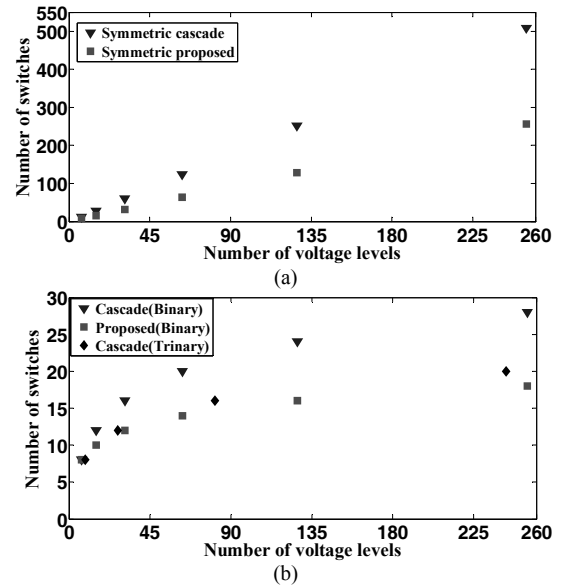 550
500
400
300
200
100
0
Number of switches
Symmetric cascade
Symmetric proposed
0 45 90 135 180 225 260
Number of voltage levels
(a)
30
25
20
15
10
5
0
Number of switches
Cascade(Binary)
Proposed(Binary)
Cascade(Trinary)
0 45 90 135 180 225 260
Number of voltage levels
(b)